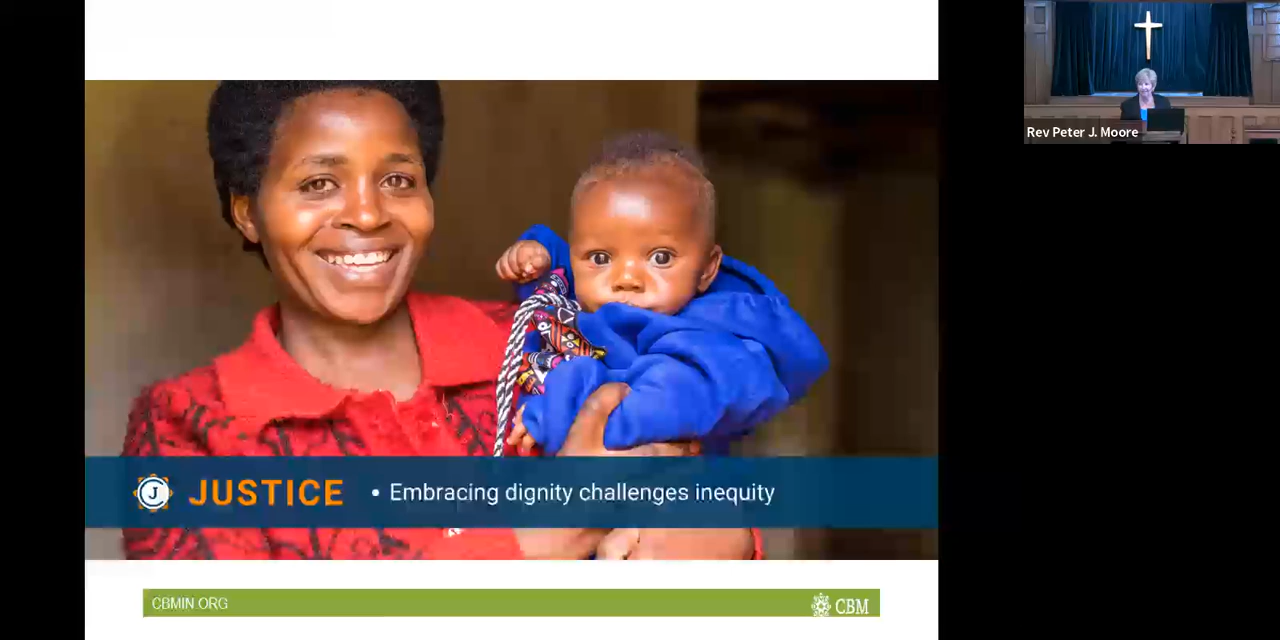 Rev Peter J. Moore
J JUSTICE • Embracing dignity challenges inequity
CBMIN.ORG
CBM